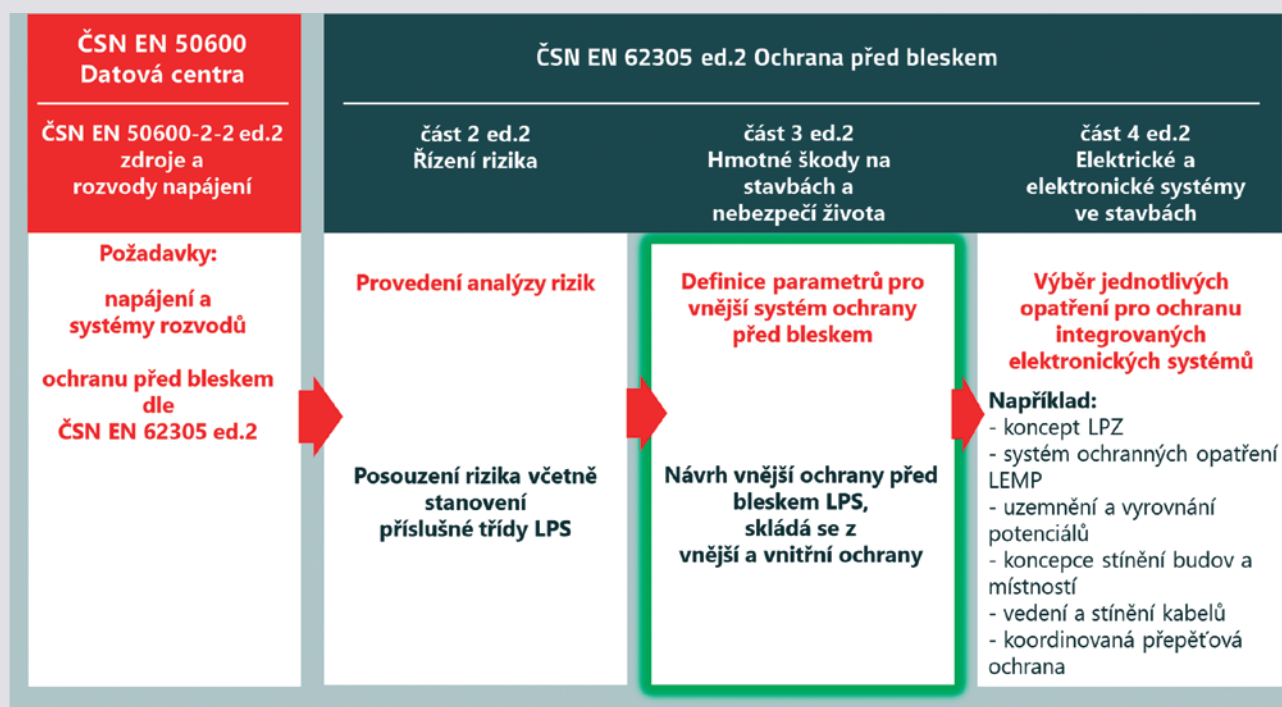 ČSN EN 50600
Datová centra
ČSN EN 50600-2-2 ed.2
zdroje a
rozvody napájení
Požadavky:
napájení a
systémy rozvodů
ochranu před bleskem
dle
ČSN EN 62305 ed.2
ČSN EN 62305 ed.2 Ochrana před bleskem
část 2 ed.2
Řízení rizika
Provedení analýzy rizik
Posouzení rizika včetně
stanovení
příslušné třídy LPS
část 3 ed.2
Hmotné škody na
stavbách a
nebezpečí života
Definice parametrů pro
vnější systém ochrany
před bleskem
Návrh vnější ochrany před
bleskem LPS,
skládá se z
vnější a vnitřní ochrany
část 4 ed.2
Elektrické a
elektronické systémy
ve stavbách
Výběr jednotlivých
opatření pro ochranu
integrovaných
elektronických systémů
Například:
- koncept LPZ
- systém ochranných opatření
LEMP
- uzemnění a vyrovnání
potenciálů
- koncepce stínění budov a
místností
- vedení a stínění kabelů
- koordinovaná přepěťová
ochrana